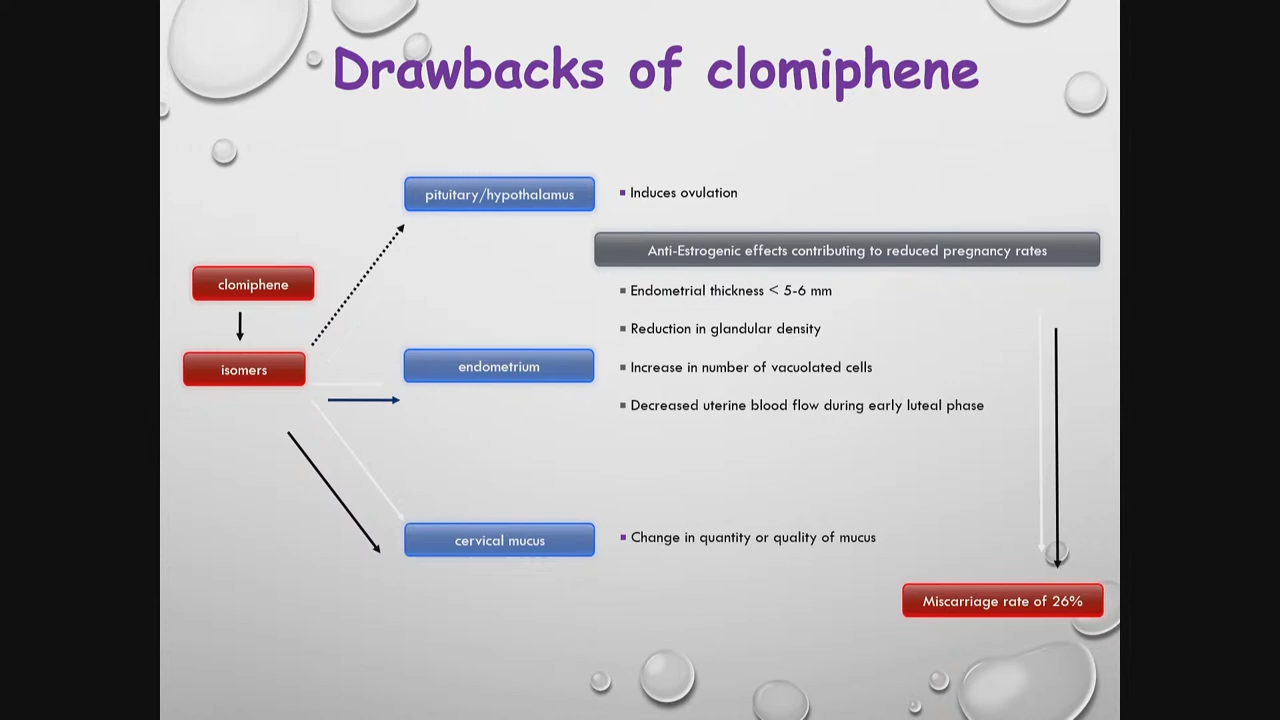 Drawbacks of clomiphene
pituitary/hypothalamus
Induces ovulation
Anti-Estrogenic effects contributing to reduced pregnancy rates
clomiphene
isomers
endometrium
Endometrial thickness < 5-6 mm
Reduction in glandular density
Increase in number of vacuolated cells
Decreased uterine blood flow during early luteal phase
cervical mucus
Change in quantity or quality of mucus
Miscarriage rate of 26%